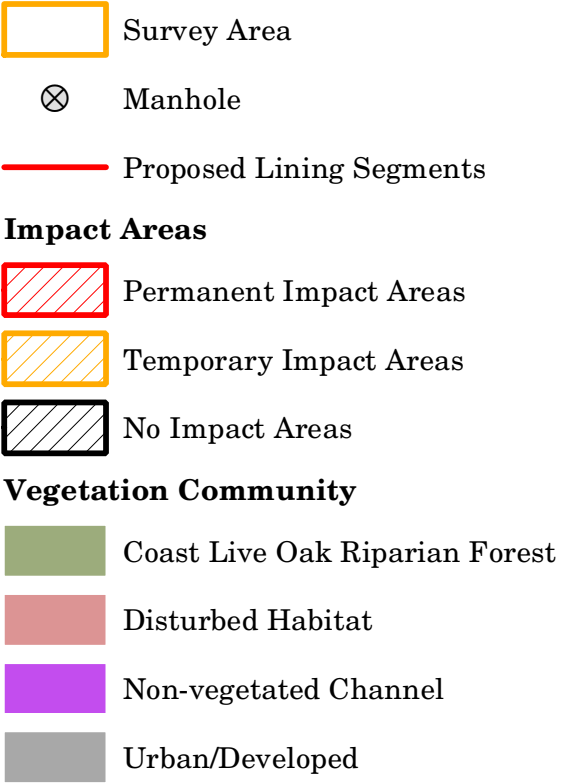 Survey Area
Manhole
Proposed Lining Segments
Impact Areas
Permanent Impact Areas
Temporary Impact Areas
No Impact Areas
Vegetation Community
Coast Live Oak Riparian Forest
Disturbed Habitat
Non-vegetated Channel
Urban/Developed